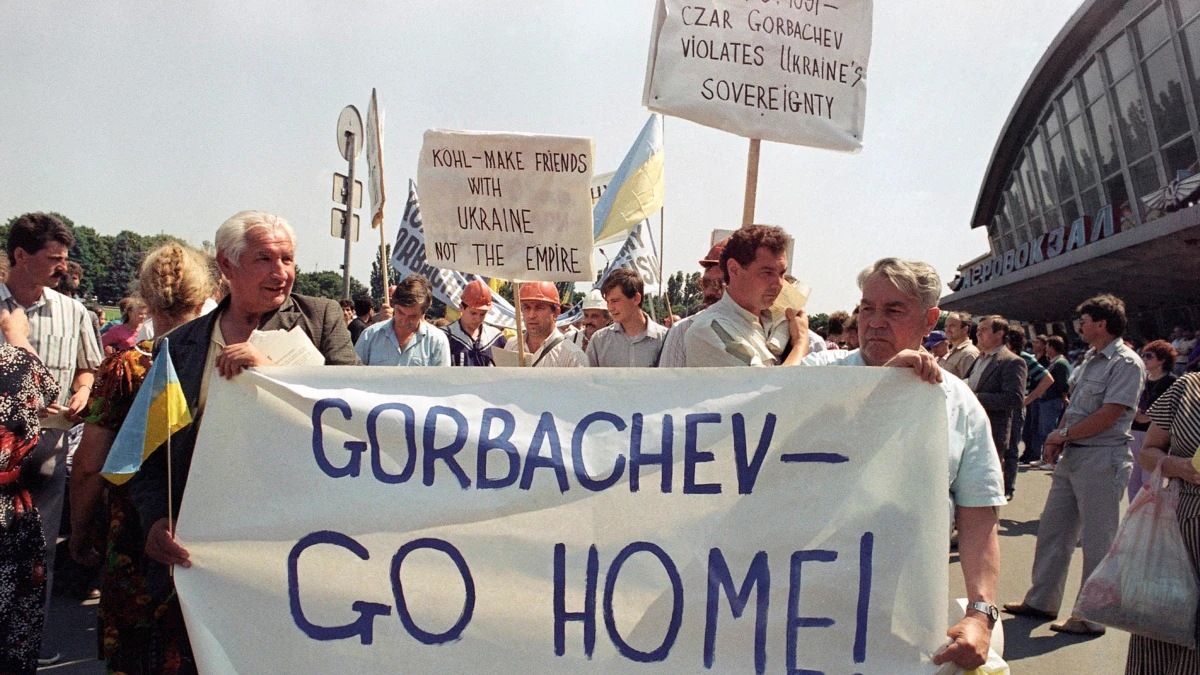 CZAR GORBACHEV
VIOLATES UKRAINE'S
SOVEREIGNTY
KOHL-MAKE FRIENDS
WITH
UKRAINE
NOT THE EMPIRE
АЕРОВОКЗАЛ
GORBACHEV-
GO HOME!